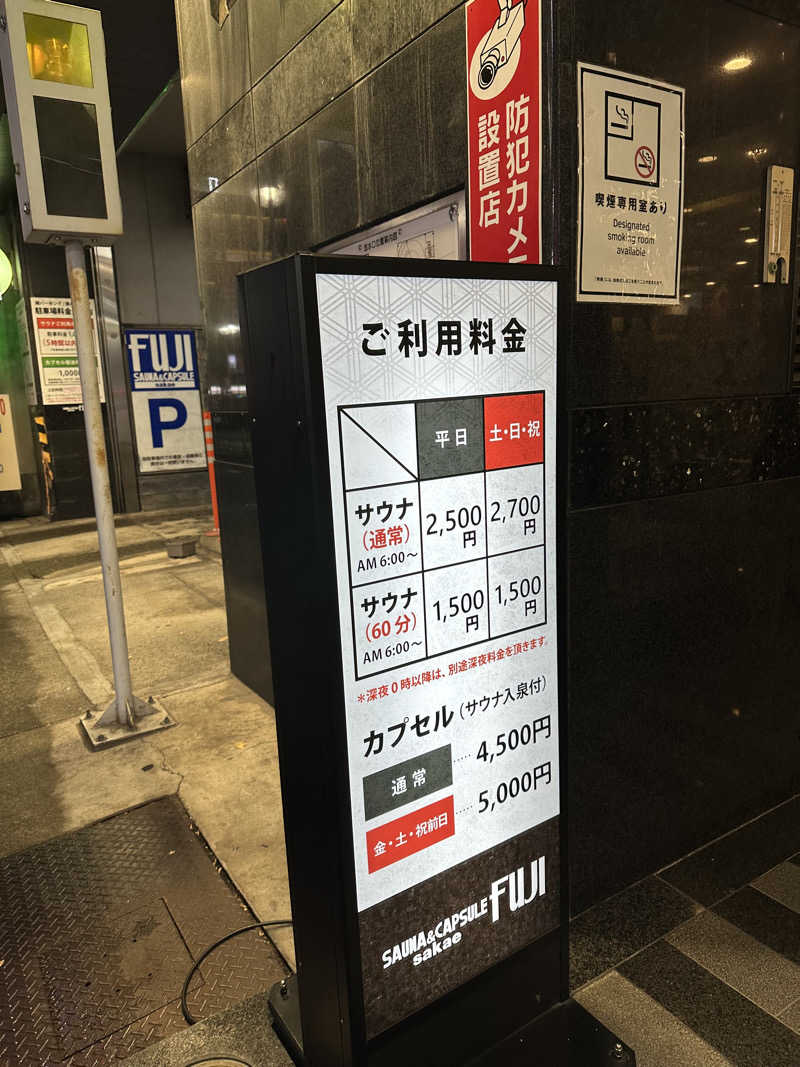 防犯カメラ
設置店
喫煙専用室あり
Designated
smoking room
available
駐車場料金
FUJI
SAUNA&CAPSULE
P
ご利用料金
平日
土・日・祝
サウナ
(通常)
AM 6:00～
2,500
円
2,700
円
サウナ
(60分)
AM 6:00～
1,500
円
1,500
円
＊深夜0時以降は、別途深夜料金を頂きます。
カプセル（サウナ入泉付）
通常 ····· 4,500円
金・土・祝前日 ····· 5,000円
SAUNA&CAPSULE FUJI
sakae